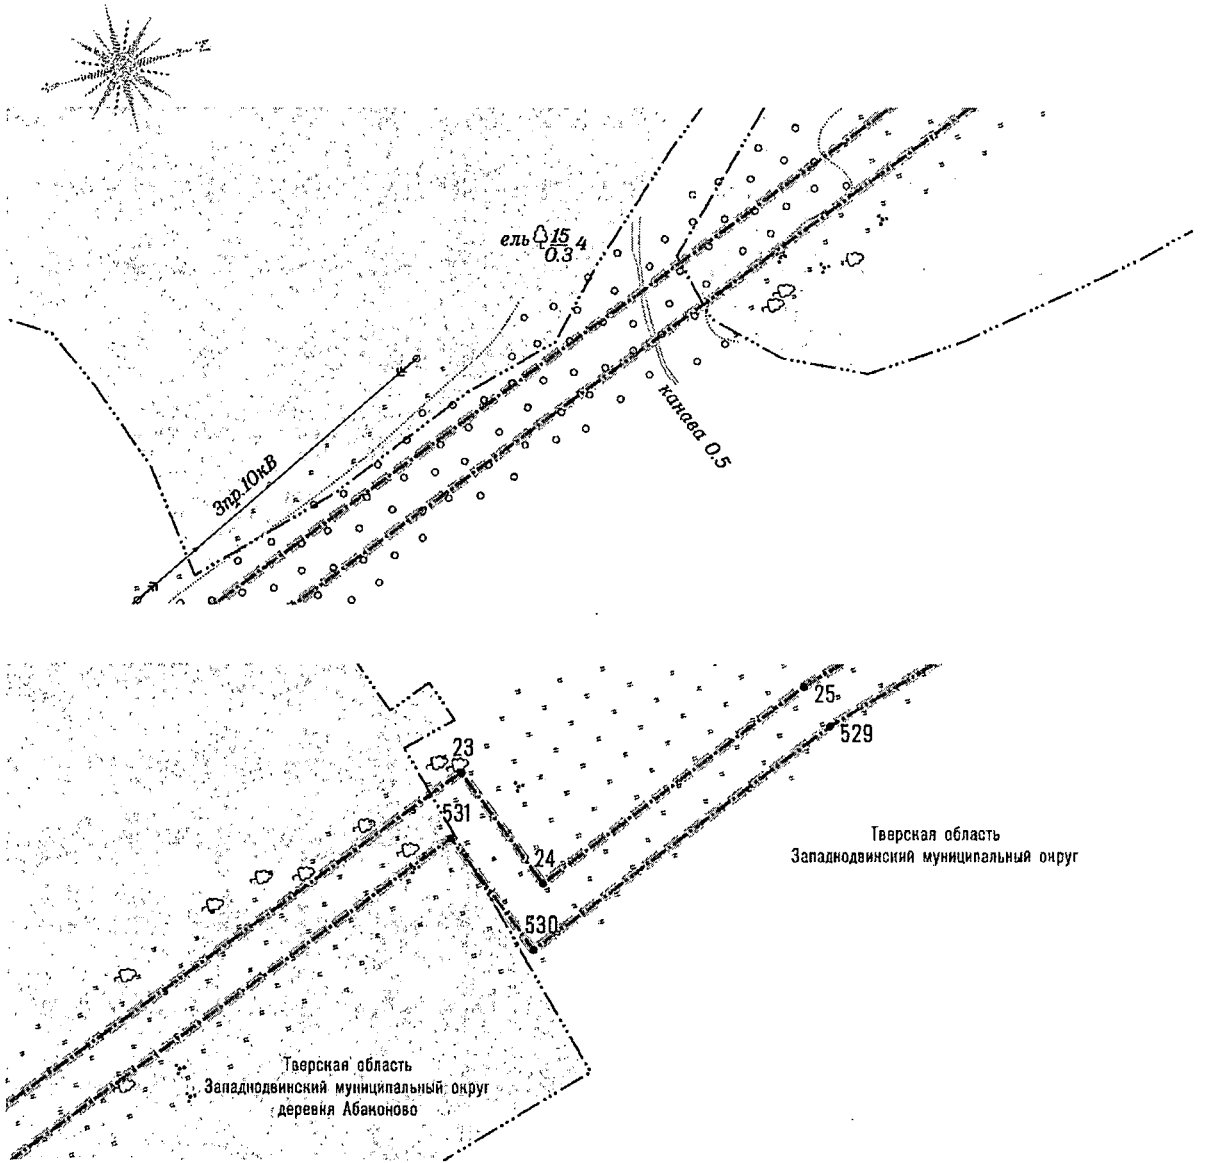 ель 15 4
0.3
Зпр.10кВ
канава 0.5
25
529
23
531
24
530
Тверская область
Западнодвинский муниципальный округ
Тверская область
Западнодвинский муниципальный округ
деревня Абаконово